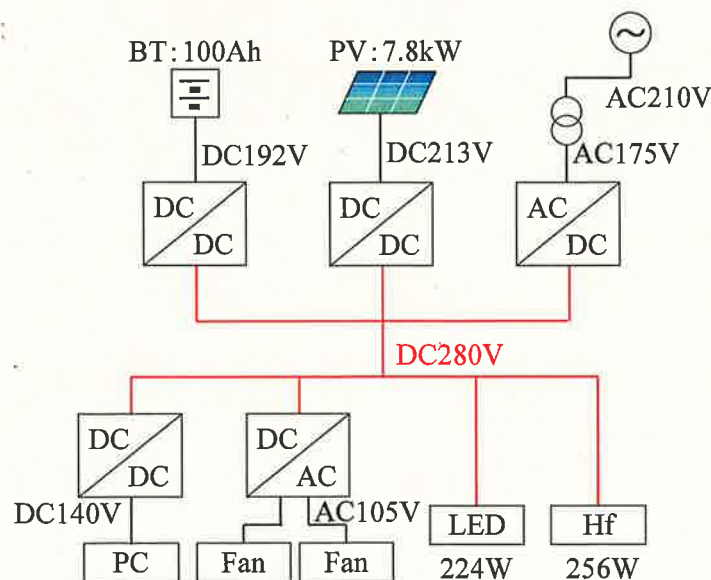 BT:100Ah
PV:7.8kW
AC210V
DC192V
DC213V
AC175V
DC
DC
DC
DC
AC
DC
DC280V
DC
DC
DC
AC
DC140V
AC105V
PC
Fan
Fan
LED
Hf
224W
256W